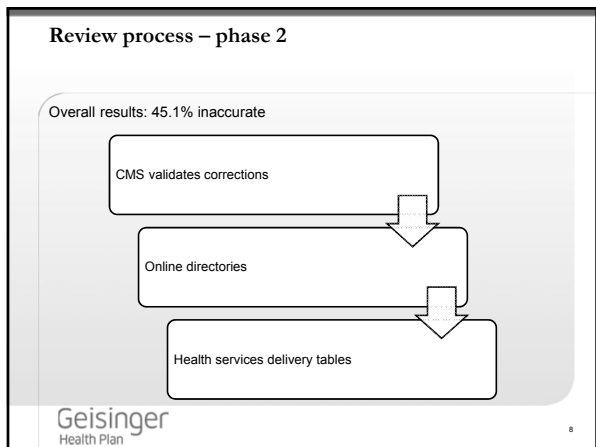 Review process – phase 2
Overall results: 45.1% inaccurate
CMS validates corrections
Online directories
Health services delivery tables
Geisinger
Health Plan
8